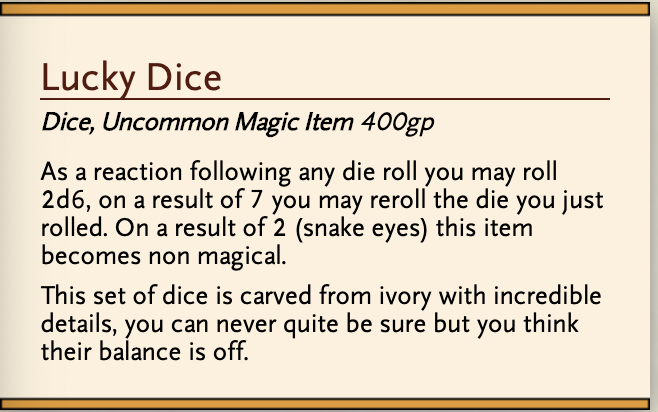 Lucky Dice
Dice, Uncommon Magic Item 400gp
As a reaction following any die roll you may roll
2d6, on a result of 7 you may reroll the die you just
rolled. On a result of 2 (snake eyes) this item
becomes non magical.
This set of dice is carved from ivory with incredible
details, you can never quite be sure but you think
their balance is off.